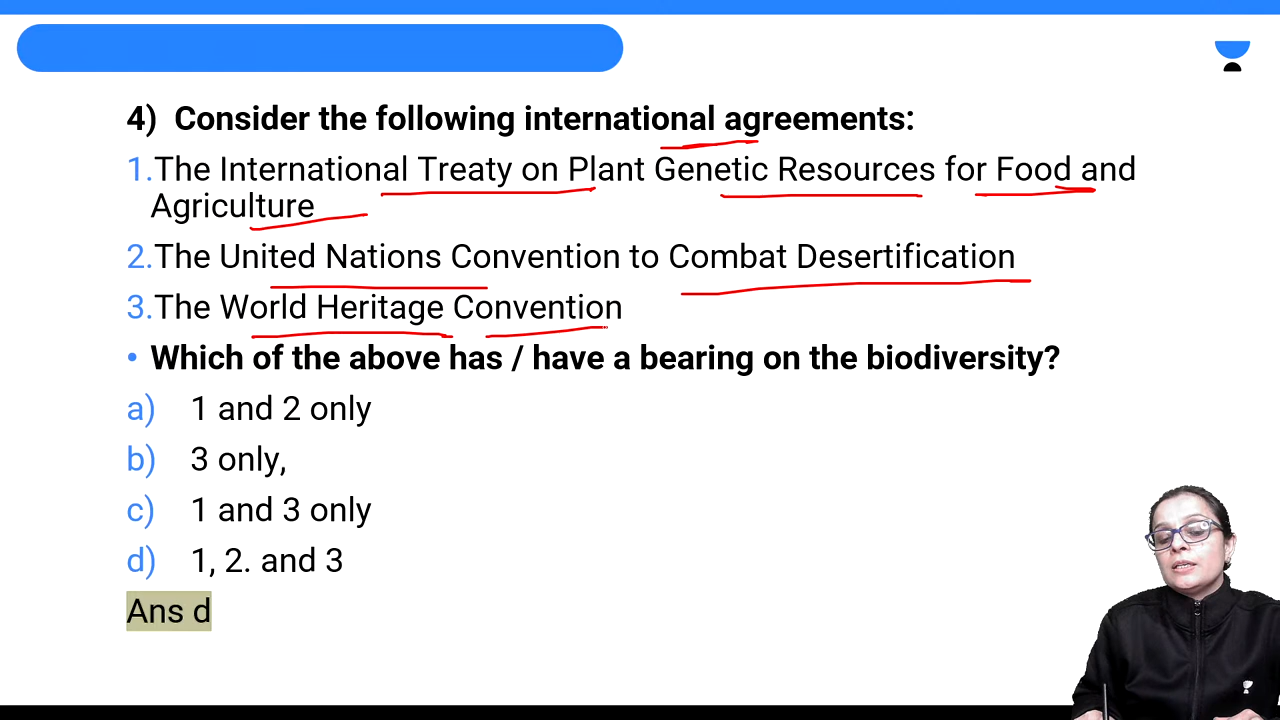 4) Consider the following international agreements:
1.The International Treaty on Plant Genetic Resources for Food and
Agriculture
2.The United Nations Convention to Combat Desertification
3.The World Heritage Convention
• Which of the above has / have a bearing on the biodiversity?
a) 1 and 2 only
b) 3 only,
c) 1 and 3 only
d) 1, 2. and 3
Ans d